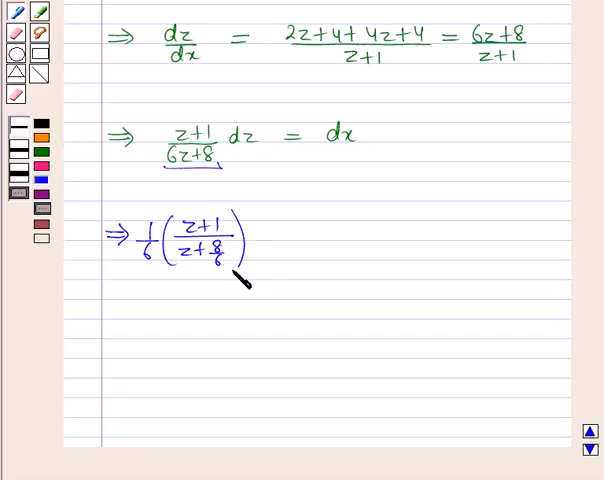 ⇒ dz/dx = (2z+4+4z+4)/(z+1) = (6z+8)/(z+1)
⇒ (z+1)/(6z+8) dz = dx
⇒ 1/6 ((z+1)/(z+8/6))